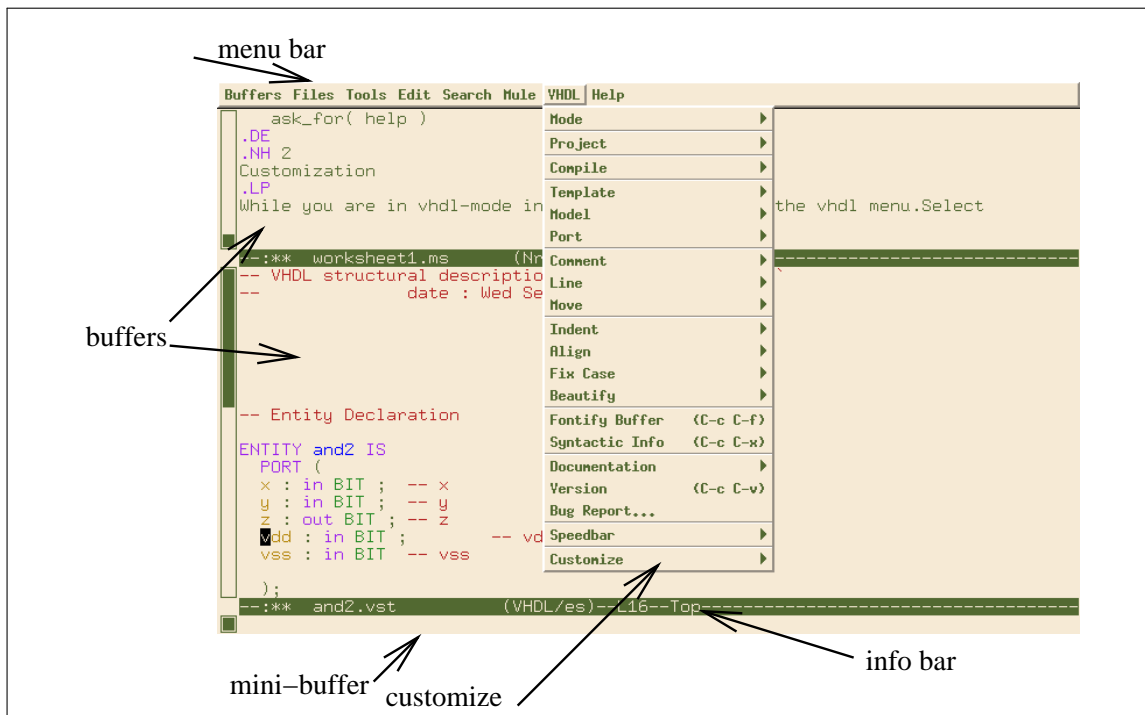 menu bar
Buffers Files Tools Edit Search Mule VHDL Help
ask_for( help )
.DE
.NH 2
Customization
.LP
While you are in vhdl-mode in the vhdl menu.Select
--:** worksheet1.ms (Nr
-- VHDL structural descriptio `
-- date : Wed Se
-- Entity Declaration
ENTITY and2 IS
PORT (
x : in BIT ; -- x
y : in BIT ; -- y
z : out BIT ; -- z
vdd : in BIT ; -- vd
vss : in BIT -- vss
);
--:** and2.vst (VHDL/es)--L16--Top
Mode
Project
Compile
Template
Model
Port
Comment
Line
Move
Indent
Align
Fix Case
Beautify
Fontify Buffer (C-c C-f)
Syntactic Info (C-c C-x)
Documentation
Version (C-c C-v)
Bug Report...
Speedbar
Customize
buffers
mini-buffer
customize
info bar